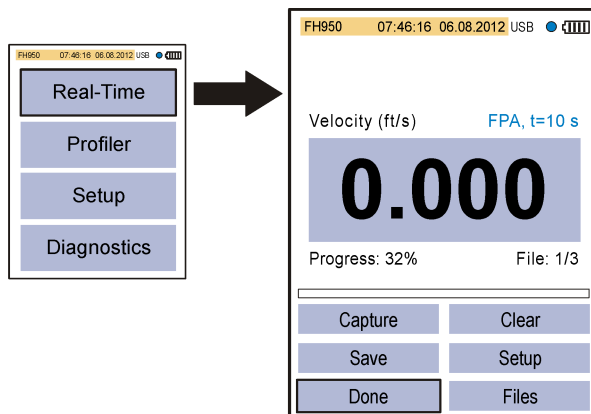 FH950 07:46:16 06.08.2012 USB
Real-Time
Profiler
Setup
Diagnostics
FH950 07:46:16 06.08.2012 USB
Velocity (ft/s) FPA, t=10 s
0.000
Progress: 32% File: 1/3
Capture Clear
Save Setup
Done Files